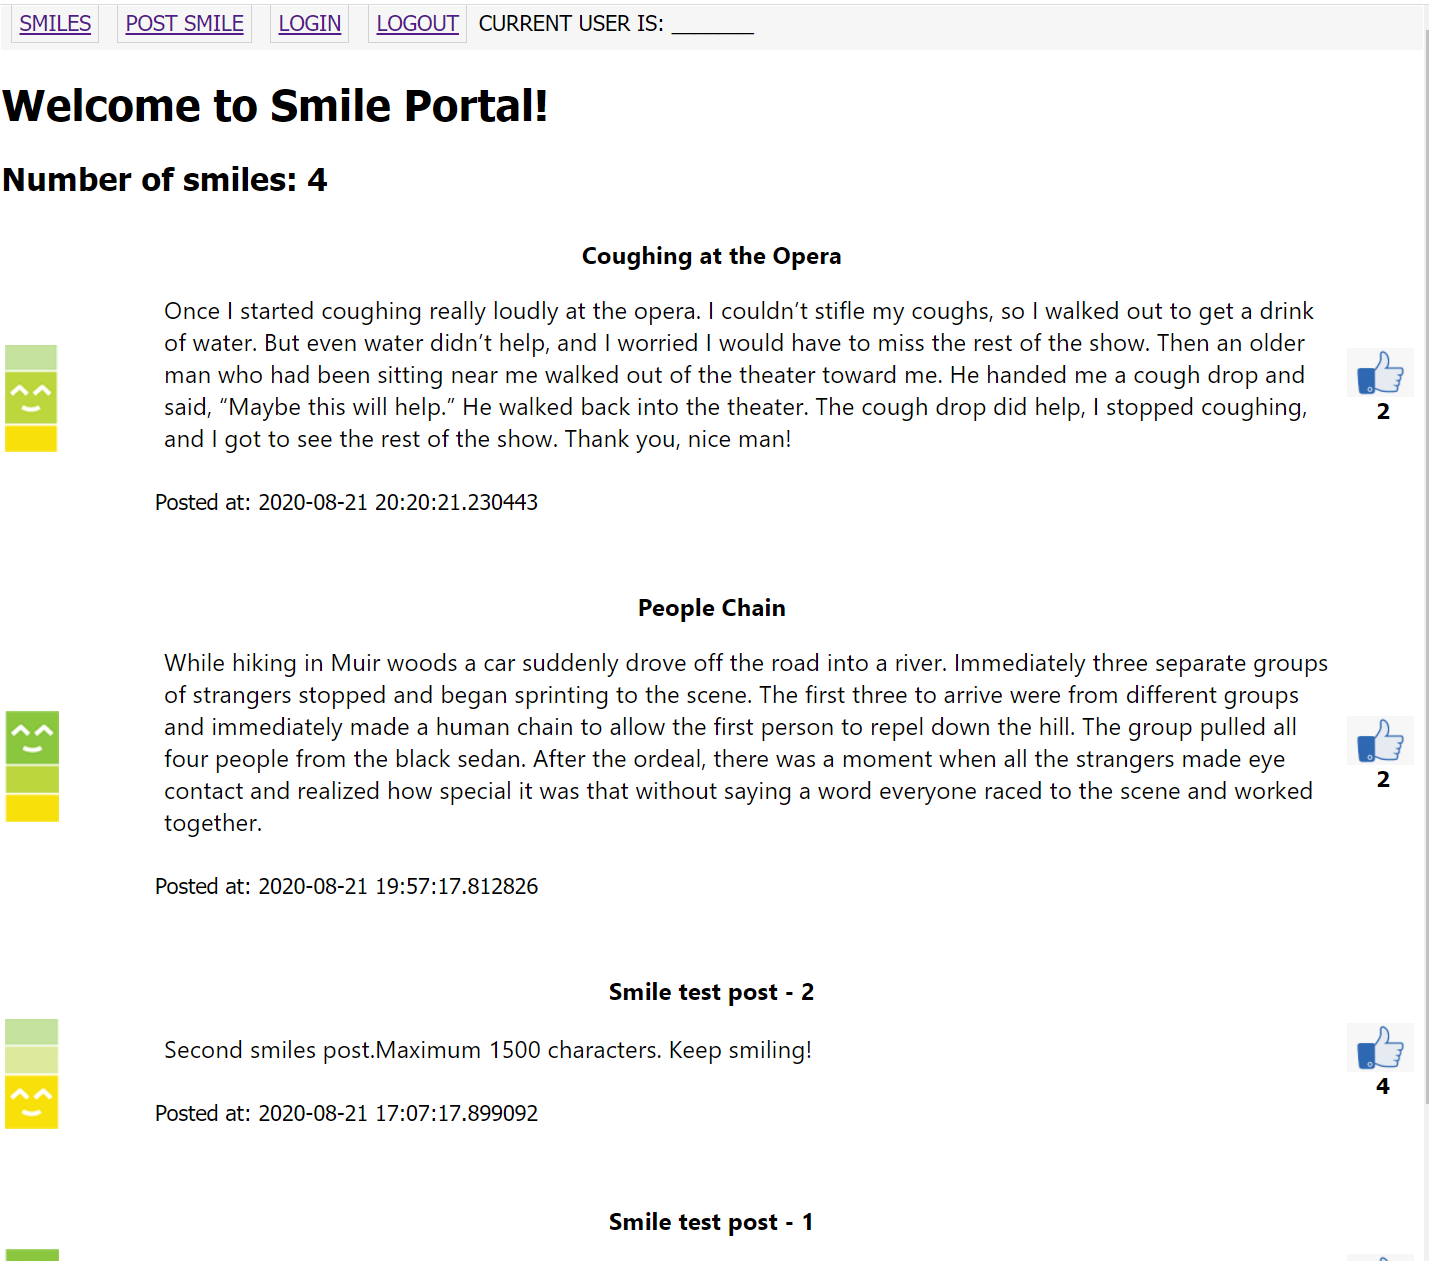 SMILES POST SMILE LOGIN LOGOUT CURRENT USER IS: _______
Welcome to Smile Portal!
Number of smiles: 4
Coughing at the Opera
Once I started coughing really loudly at the opera. I couldn’t stifle my coughs, so I walked out to get a drink
of water. But even water didn’t help, and I worried I would have to miss the rest of the show. Then an older
man who had been sitting near me walked out of the theater toward me. He handed me a cough drop and
said, “Maybe this will help.” He walked back into the theater. The cough drop did help, I stopped coughing,
and I got to see the rest of the show. Thank you, nice man!
2
Posted at: 2020-08-21 20:20:21.230443
People Chain
While hiking in Muir woods a car suddenly drove off the road into a river. Immediately three separate groups
of strangers stopped and began sprinting to the scene. The first three to arrive were from different groups
and immediately made a human chain to allow the first person to repel down the hill. The group pulled all
four people from the black sedan. After the ordeal, there was a moment when all the strangers made eye
contact and realized how special it was that without saying a word everyone raced to the scene and worked
together.
2
Posted at: 2020-08-21 19:57:17.812826
Smile test post - 2
Second smiles post.Maximum 1500 characters. Keep smiling!
4
Posted at: 2020-08-21 17:07:17.899092
Smile test post - 1